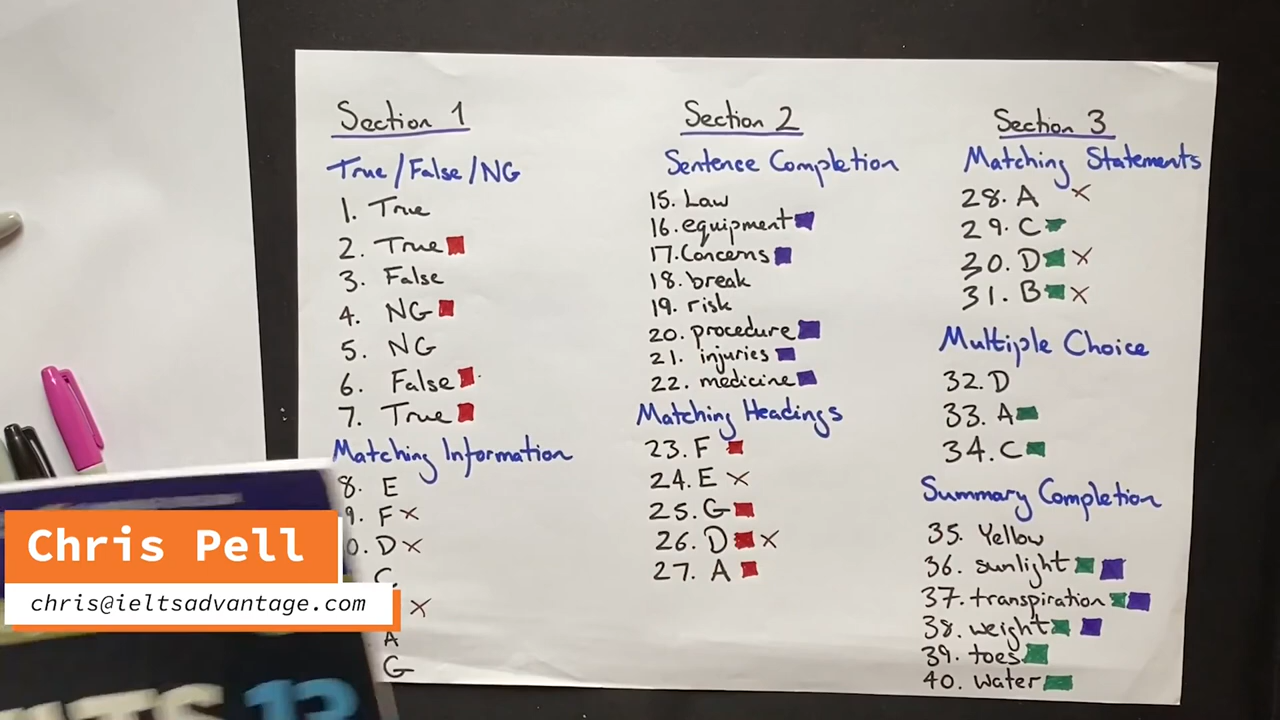 Section 1
True/False/NG
1. True
2. True
3. False
4. NG
5. NG
6. False
7. True
Matching Information
8. E
9. F X
0. D X
C
X
A
G
Section 2
Sentence Completion
15. Law
16. equipment
17. Concerns
18. break
19. risk
20. procedure
21. injuries
22. medicine
Matching Headings
23. F
24. E X
25. G
26. D X
27. A
Section 3
Matching Statements
28. A X
29. C
30. D X
31. B X
Multiple Choice
32. D
33. A
34. C
Summary Completion
35. Yellow
36. sunlight
37. transpiration
38. weight
39. toes
40. water
Chris Pell
chris@ieltsadvantage.com